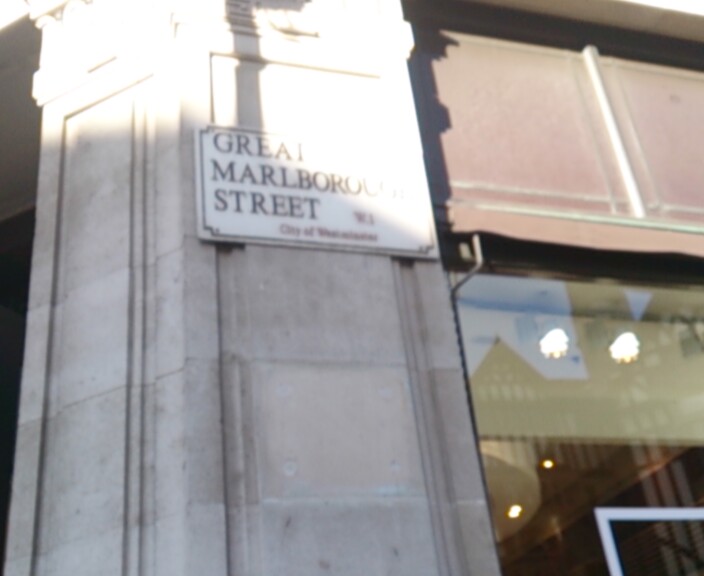 GREAT
MARLBOROUGH
STREET W1
City of Westminster